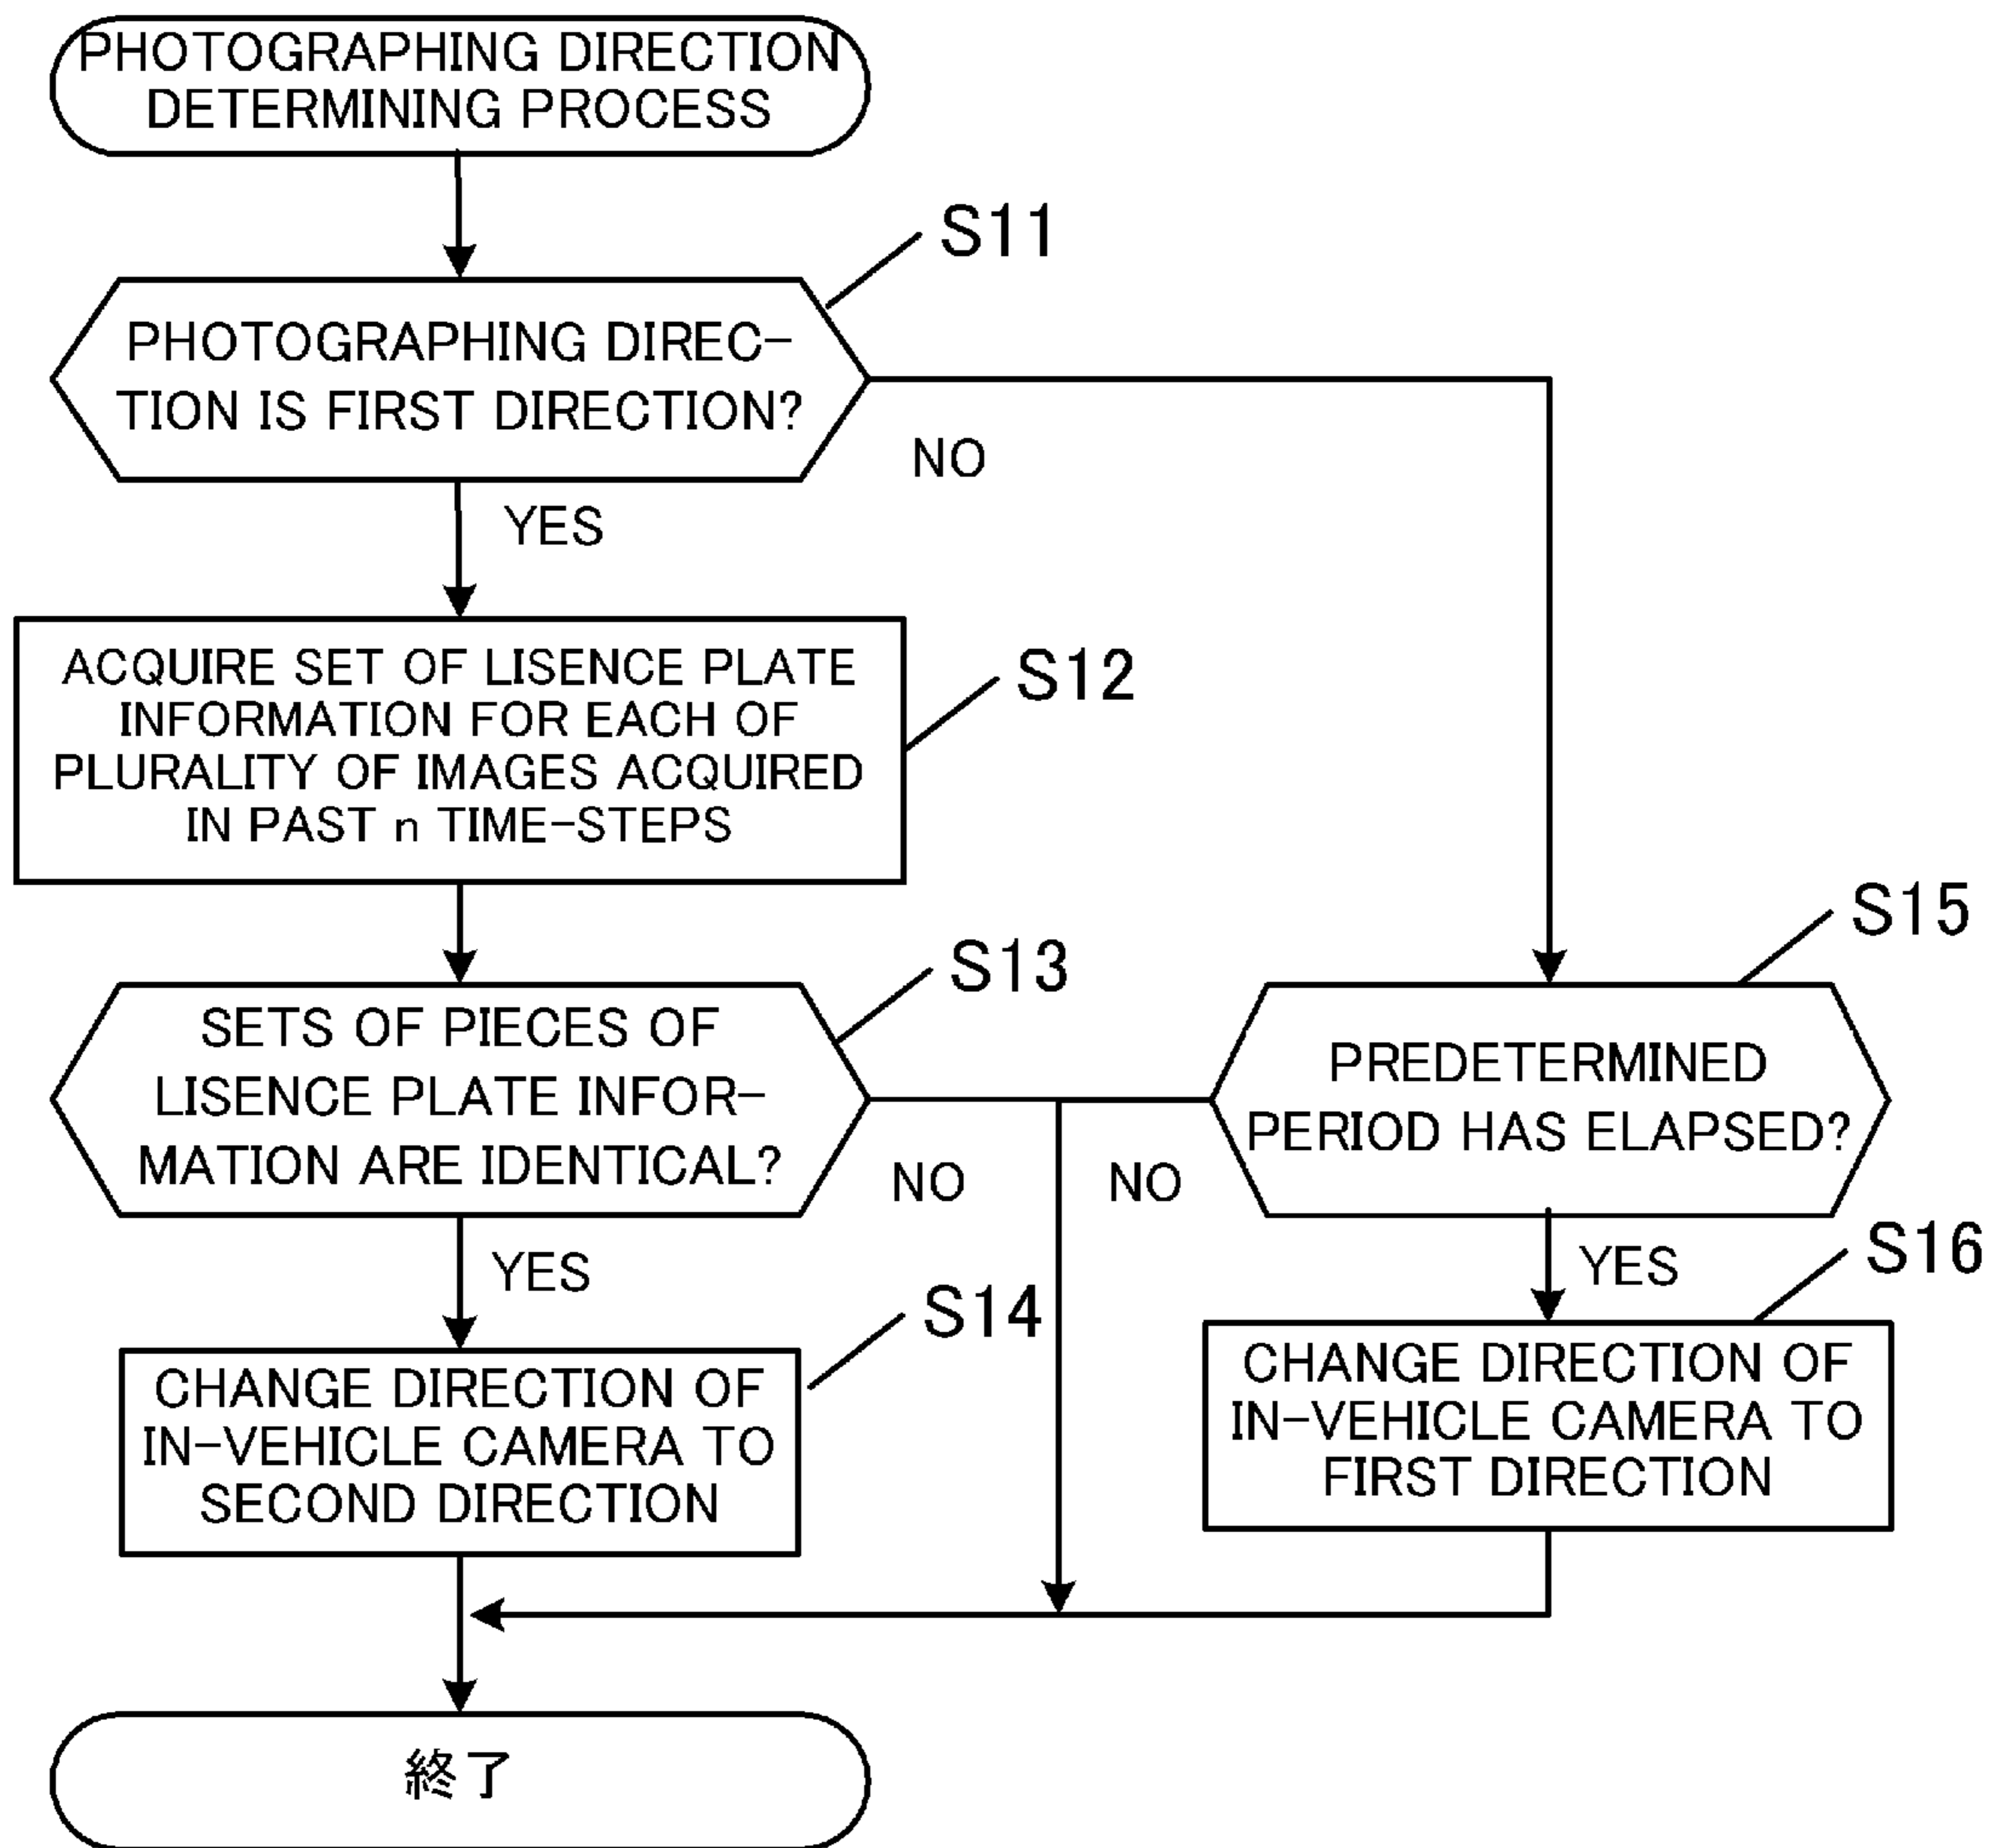 PHOTOGRAPHING DIRECTION
DETERMINING PROCESS
S11
PHOTOGRAPHING DIREC-
TION IS FIRST DIRECTION?
NO
YES
S12
ACQUIRE SET OF LISENCE PLATE
INFORMATION FOR EACH OF
PLURALITY OF IMAGES ACQUIRED
IN PAST n TIME-STEPS
S13
SETS OF PIECES OF
LISENCE PLATE INFOR-
MATION ARE IDENTICAL?
NO
YES
S14
CHANGE DIRECTION OF
IN-VEHICLE CAMERA TO
SECOND DIRECTION
S15
PREDETERMINED
PERIOD HAS ELAPSED?
NO
YES
S16
CHANGE DIRECTION OF
IN-VEHICLE CAMERA TO
FIRST DIRECTION
終了